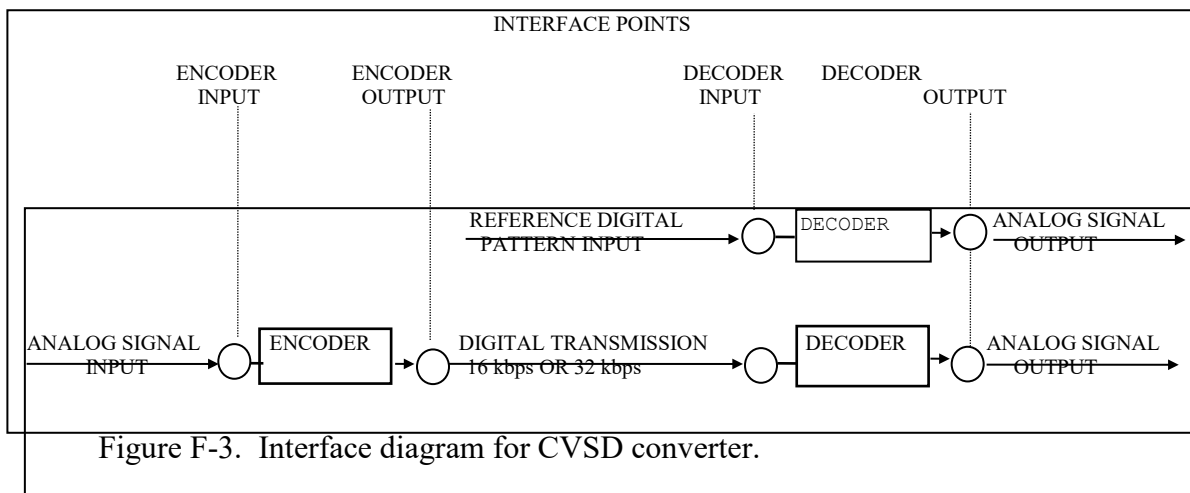 INTERFACE POINTS
ENCODER INPUT
ENCODER OUTPUT
DECODER INPUT
DECODER OUTPUT
REFERENCE DIGITAL
PATTERN INPUT
DECODER
ANALOG SIGNAL
OUTPUT
ANALOG SIGNAL
INPUT
ENCODER
DIGITAL TRANSMISSION
16 kbps OR 32 kbps
DECODER
ANALOG SIGNAL
OUTPUT
Figure F-3. Interface diagram for CVSD converter.